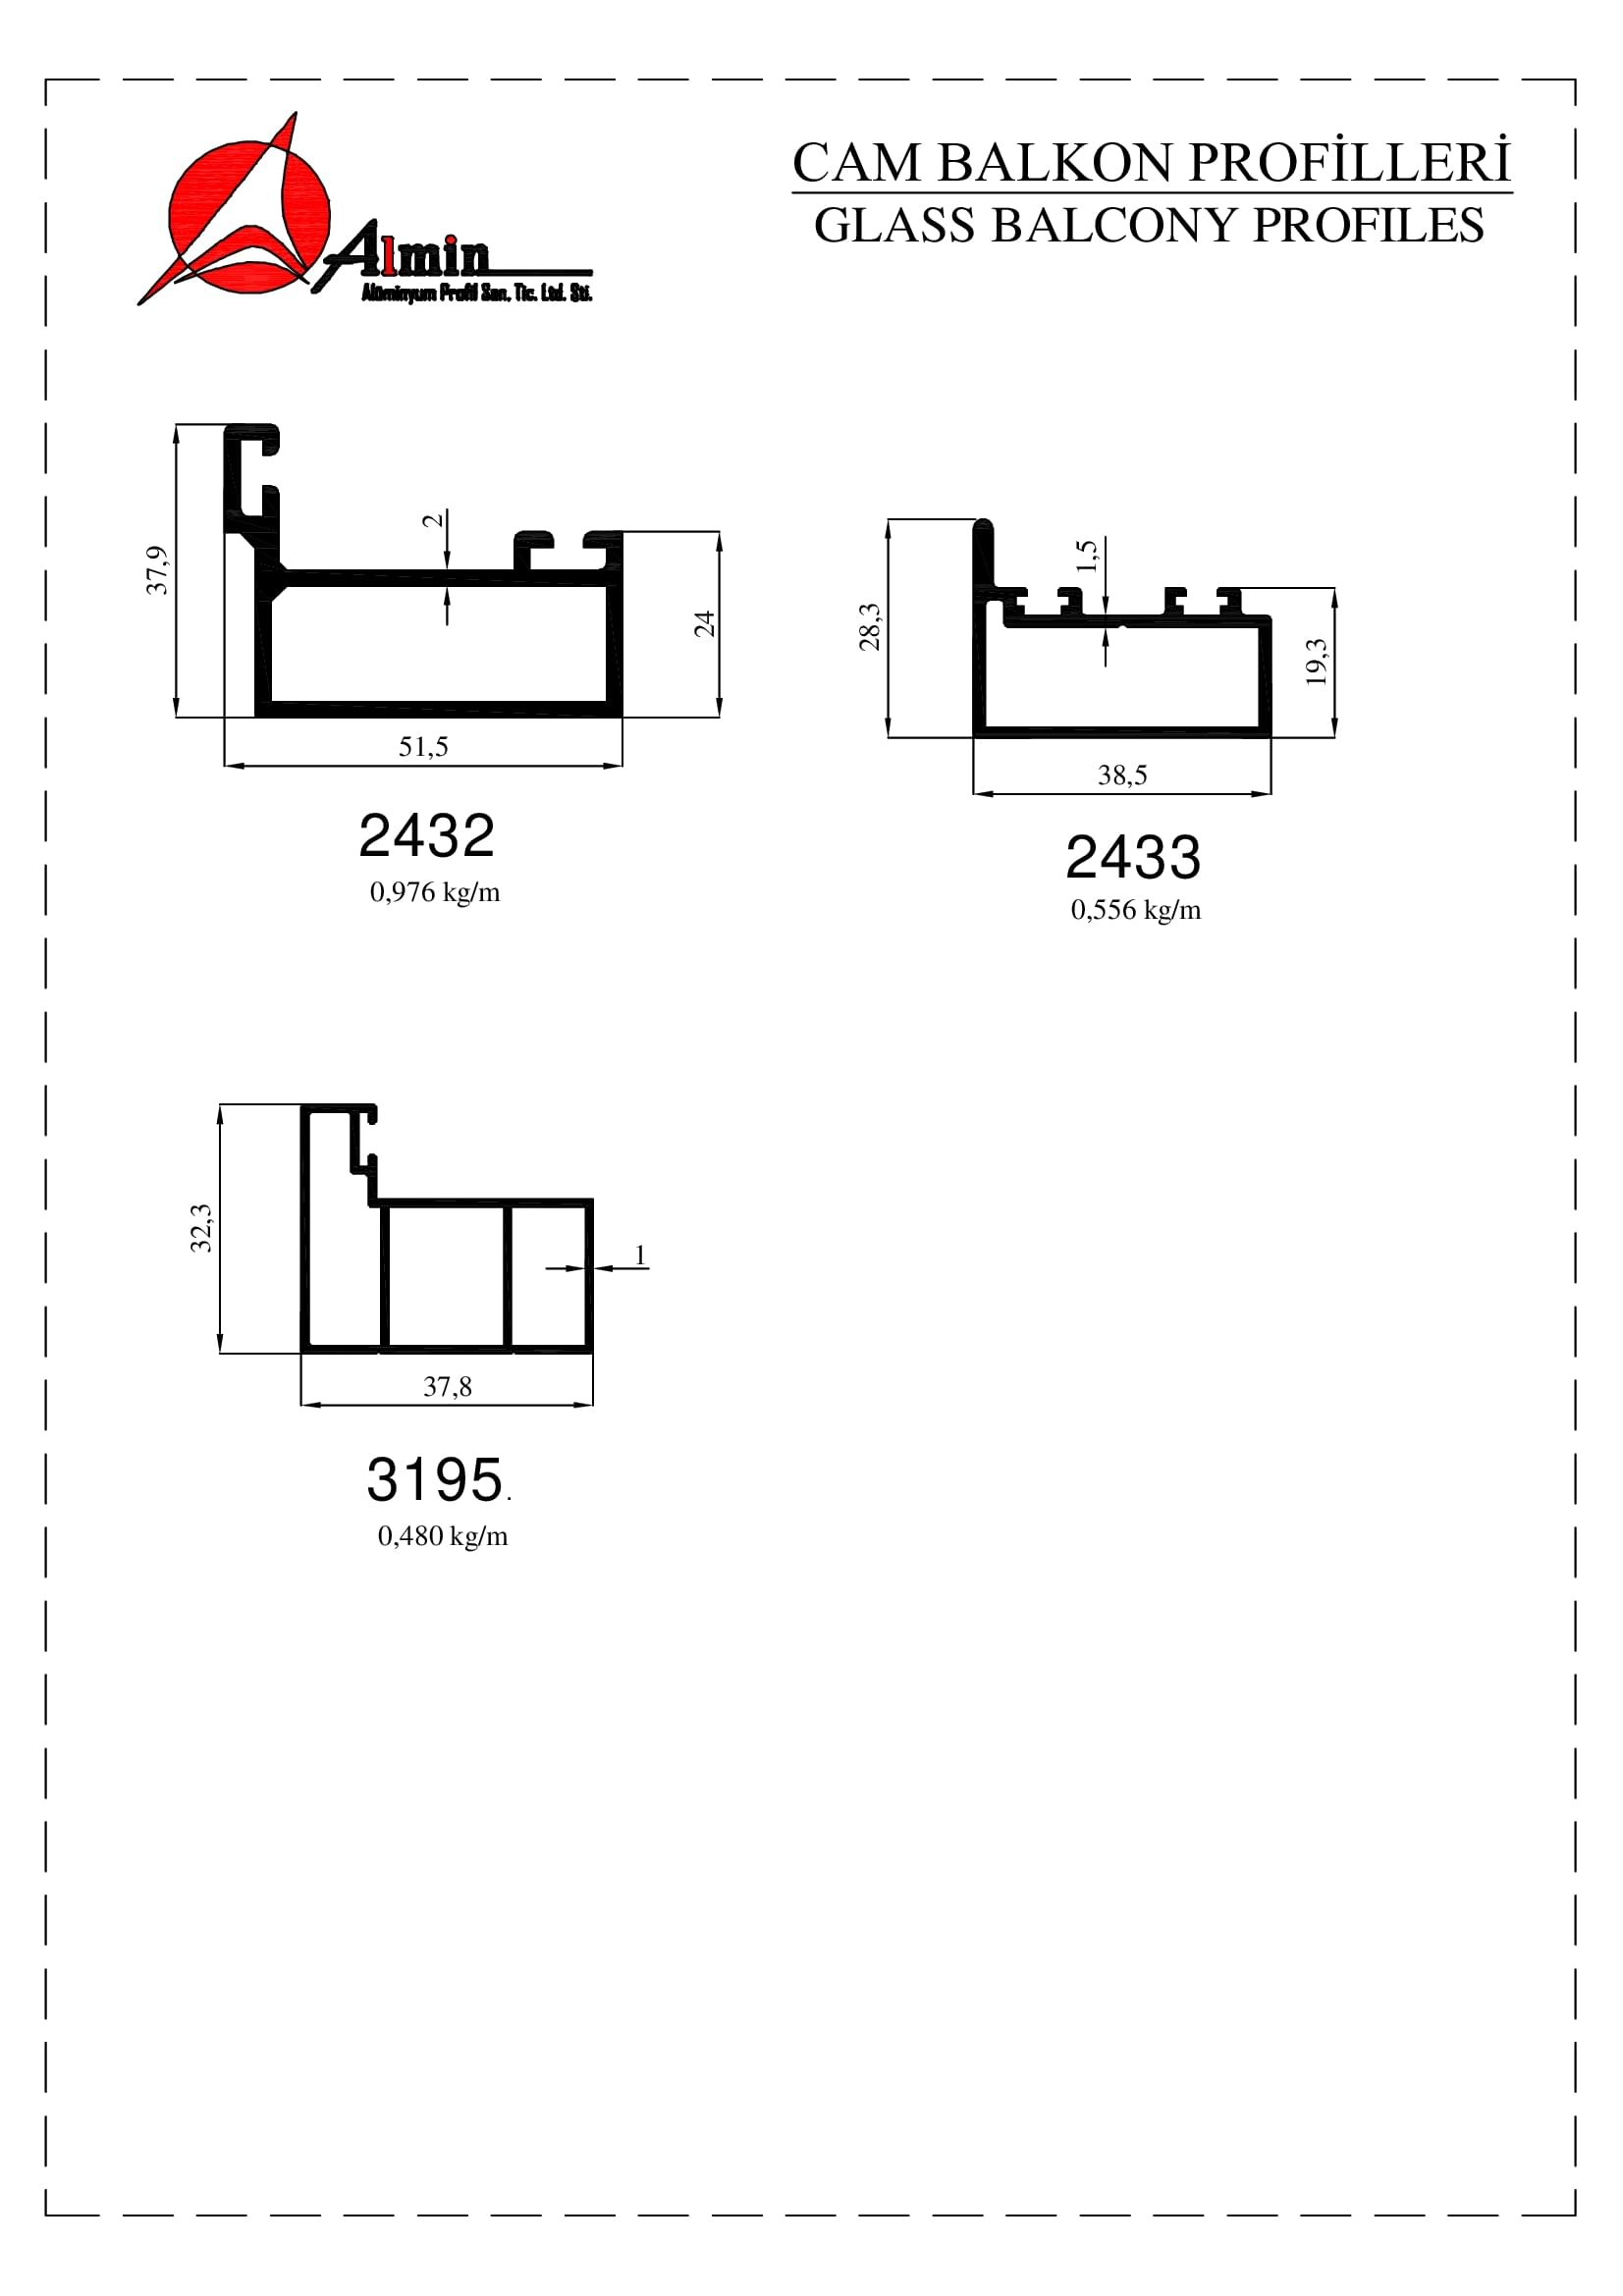 Almin
Alüminyum Profil San. Tic. Ltd. Şti.
CAM BALKON PROFİLLERİ
GLASS BALCONY PROFILES
37,9
2
24
51,5
2432
0,976 kg/m
28,3
1,5
19,3
38,5
2433
0,556 kg/m
32,3
1
37,8
3195.
0,480 kg/m